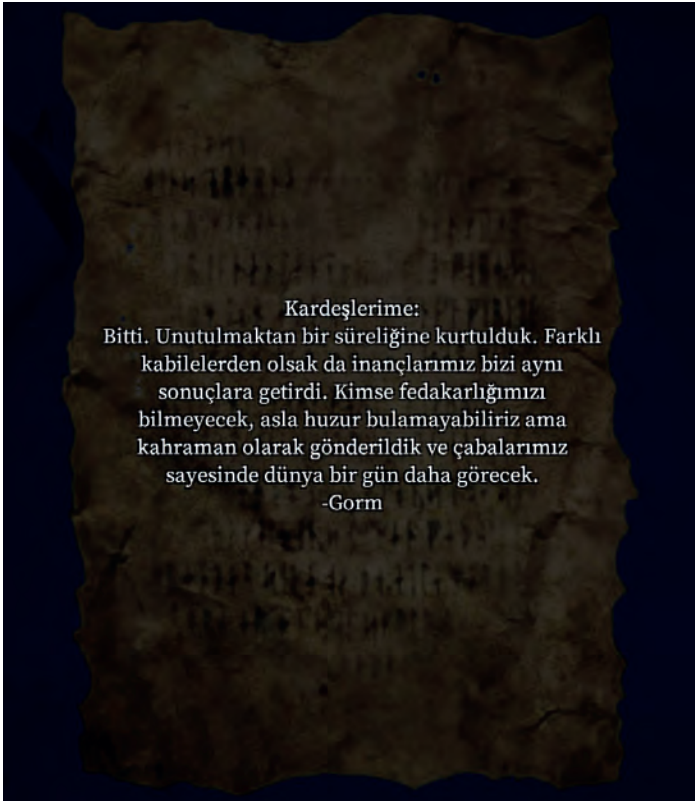 Kardeşlerime:
Bitti. Unutulmaktan bir süreliğine kurtulduk. Farklı
kabilelerden olsak da inançlarımız bizi aynı
sonuçlara getirdi. Kimse fedakarlığımızı
bilmeyecek, asla huzur bulamayabiliriz ama
kahraman olarak gönderildik ve çabalarımız
sayesinde dünya bir gün daha görecek.
-Gorm